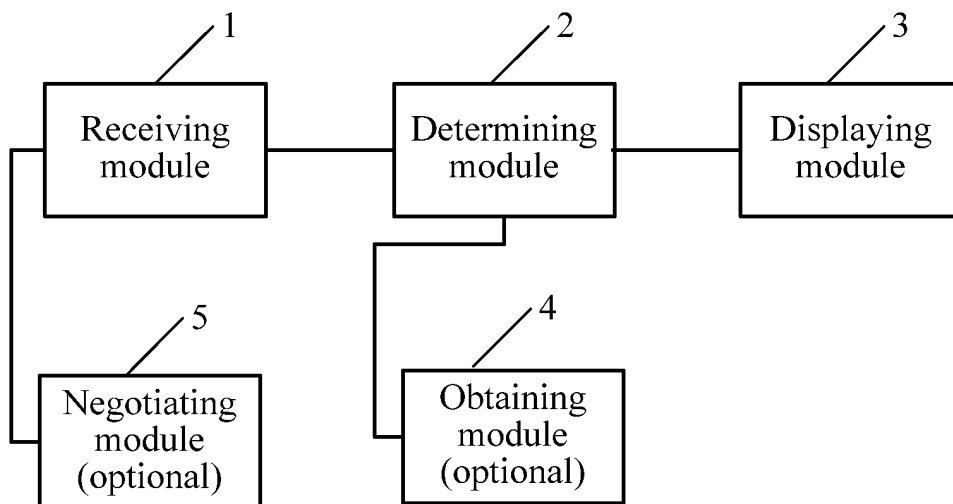 1
2
3
Receiving
module
Determining
module
Displaying
module
5
4
Negotiating
module
(optional)
Obtaining
module
(optional)